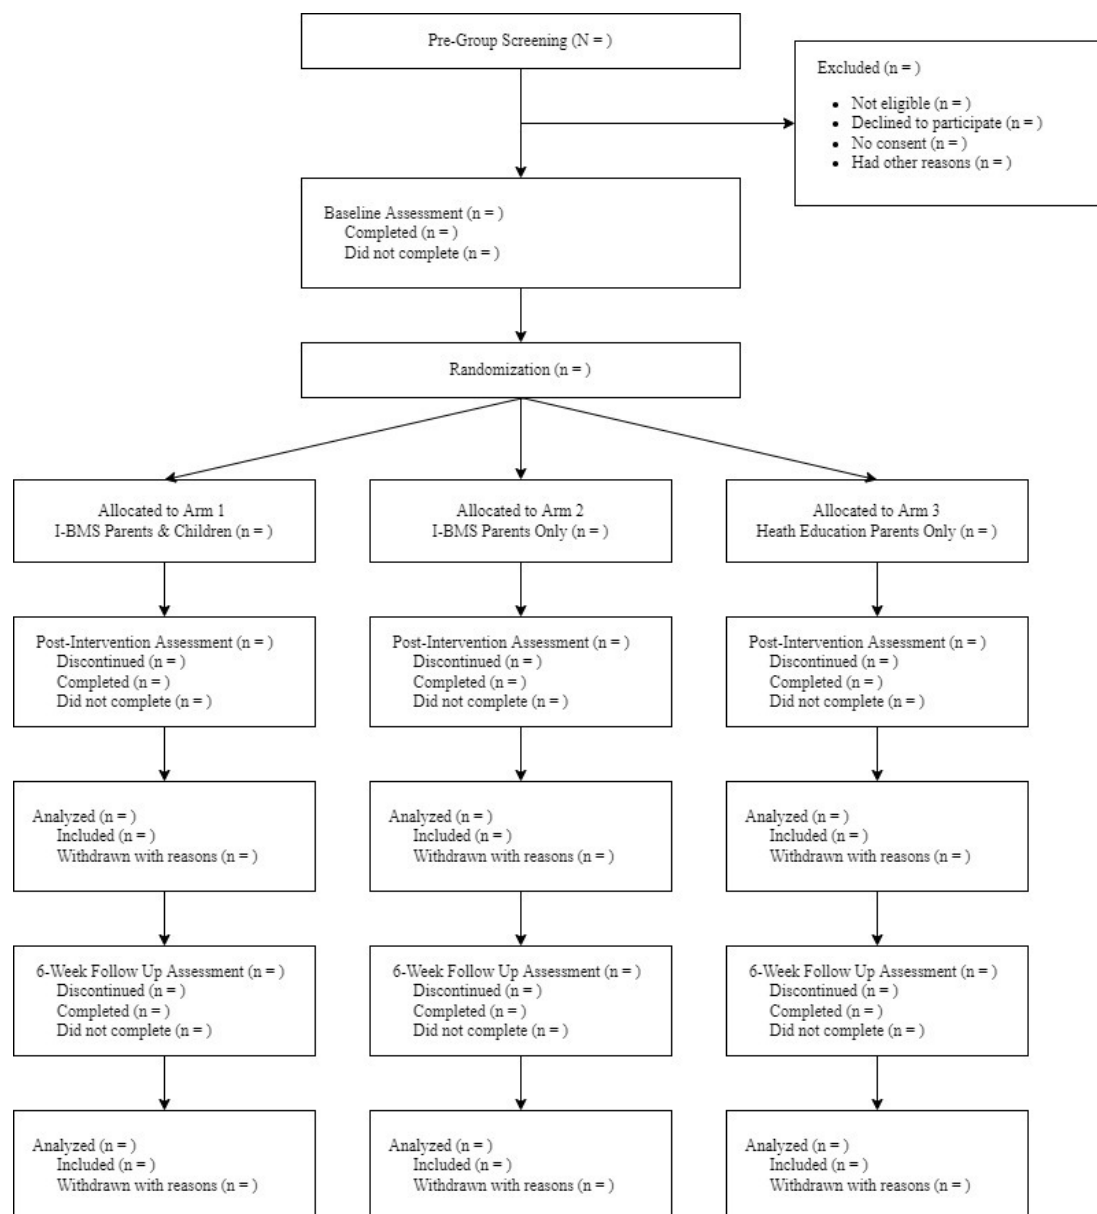 Pre-Group Screening (N = )
Excluded (n = )
• Not eligible (n = )
• Declined to participate (n = )
• No consent (n = )
• Had other reasons (n = )
Baseline Assessment (n = )
Completed (n = )
Did not complete (n = )
Randomization (n = )
Allocated to Arm 1
I-BMS Parents & Children (n = )
Allocated to Arm 2
I-BMS Parents Only (n = )
Allocated to Arm 3
Heath Education Parents Only (n = )
Post-Intervention Assessment (n = )
Discontinued (n = )
Completed (n = )
Did not complete (n = )
Post-Intervention Assessment (n = )
Discontinued (n = )
Completed (n = )
Did not complete (n = )
Post-Intervention Assessment (n = )
Discontinued (n = )
Completed (n = )
Did not complete (n = )
Analyzed (n = )
Included (n = )
Withdrawn with reasons (n = )
Analyzed (n = )
Included (n = )
Withdrawn with reasons (n = )
Analyzed (n = )
Included (n = )
Withdrawn with reasons (n = )
6-Week Follow Up Assessment (n = )
Discontinued (n = )
Completed (n = )
Did not complete (n = )
6-Week Follow Up Assessment (n = )
Discontinued (n = )
Completed (n = )
Did not complete (n = )
6-Week Follow Up Assessment (n = )
Discontinued (n = )
Completed (n = )
Did not complete (n = )
Analyzed (n = )
Included (n = )
Withdrawn with reasons (n = )
Analyzed (n = )
Included (n = )
Withdrawn with reasons (n = )
Analyzed (n = )
Included (n = )
Withdrawn with reasons (n = )